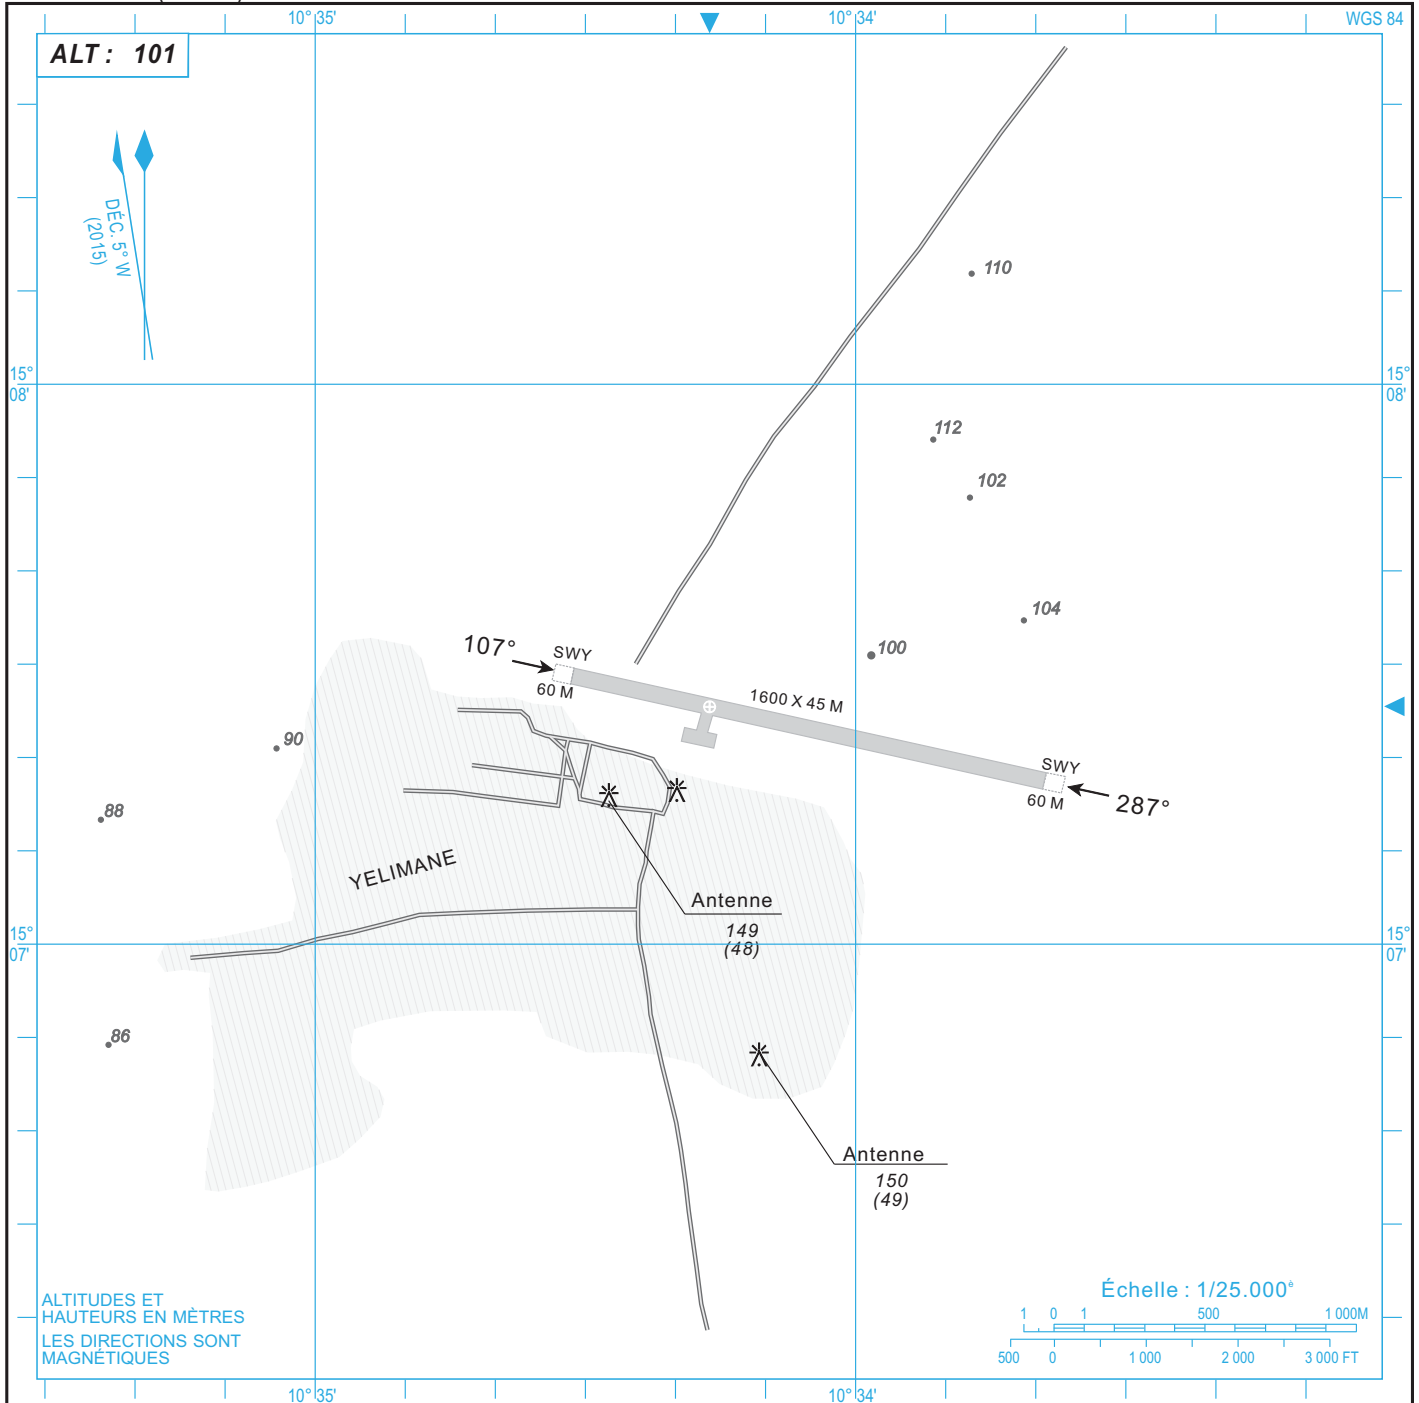 10° 35'
10° 34'
WGS 84
ALT : 101
DÉC. 5° W
(2015)
110
15°
08'
15°
08'
112
102
104
100
107°
SWY
60 M
1600 X 45 M
SWY
60 M
287°
90
88
YELIMANE
Antenne
149
(48)
15°
07'
15°
07'
86
Antenne
150
(49)
ALTITUDES ET
HAUTEURS EN MÈTRES
LES DIRECTIONS SONT
MAGNÉTIQUES
Échelle : 1/25.000è
1 0 1 500 1 000M
500 0 1 000 2 000 3 000 FT
10° 35'
10° 34'